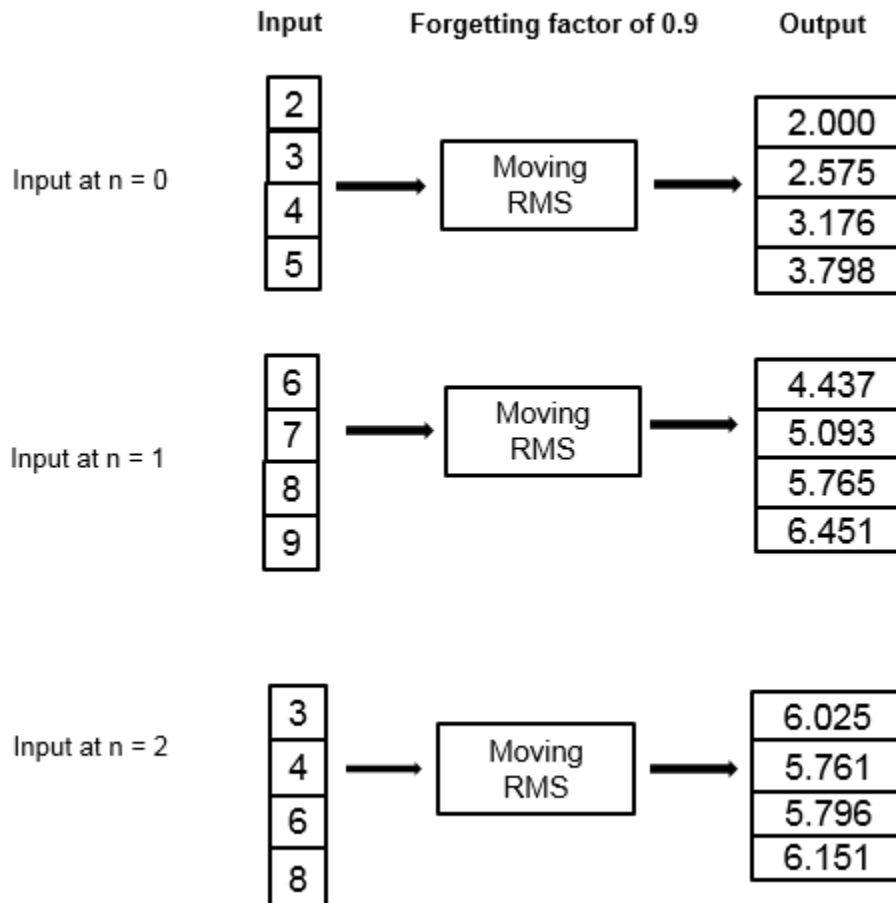 Input Forgetting factor of 0.9 Output
Input at n = 0
2
3
4
5
Moving
RMS
2.000
2.575
3.176
3.798
Input at n = 1
6
7
8
9
Moving
RMS
4.437
5.093
5.765
6.451
Input at n = 2
3
4
6
8
Moving
RMS
6.025
5.761
5.796
6.151